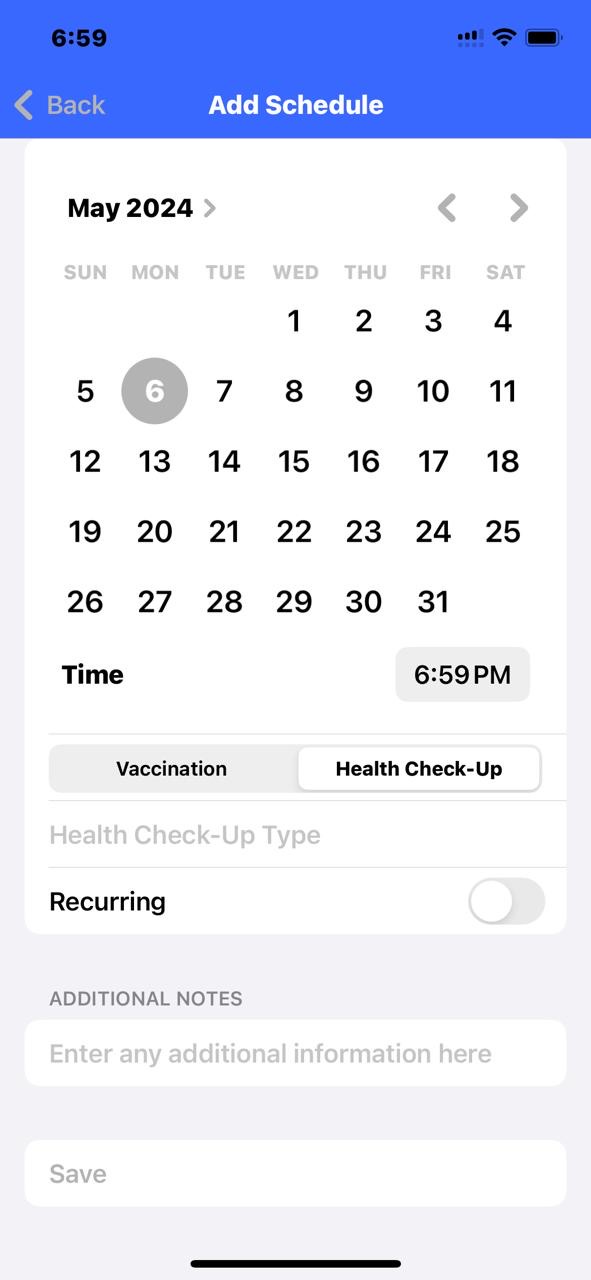 6:59
Back Add Schedule
May 2024
SUN MON TUE WED THU FRI SAT
1 2 3 4
5 6 7 8 9 10 11
12 13 14 15 16 17 18
19 20 21 22 23 24 25
26 27 28 29 30 31
Time 6:59 PM
Vaccination Health Check-Up
Health Check-Up Type
Recurring
ADDITIONAL NOTES
Enter any additional information here
Save